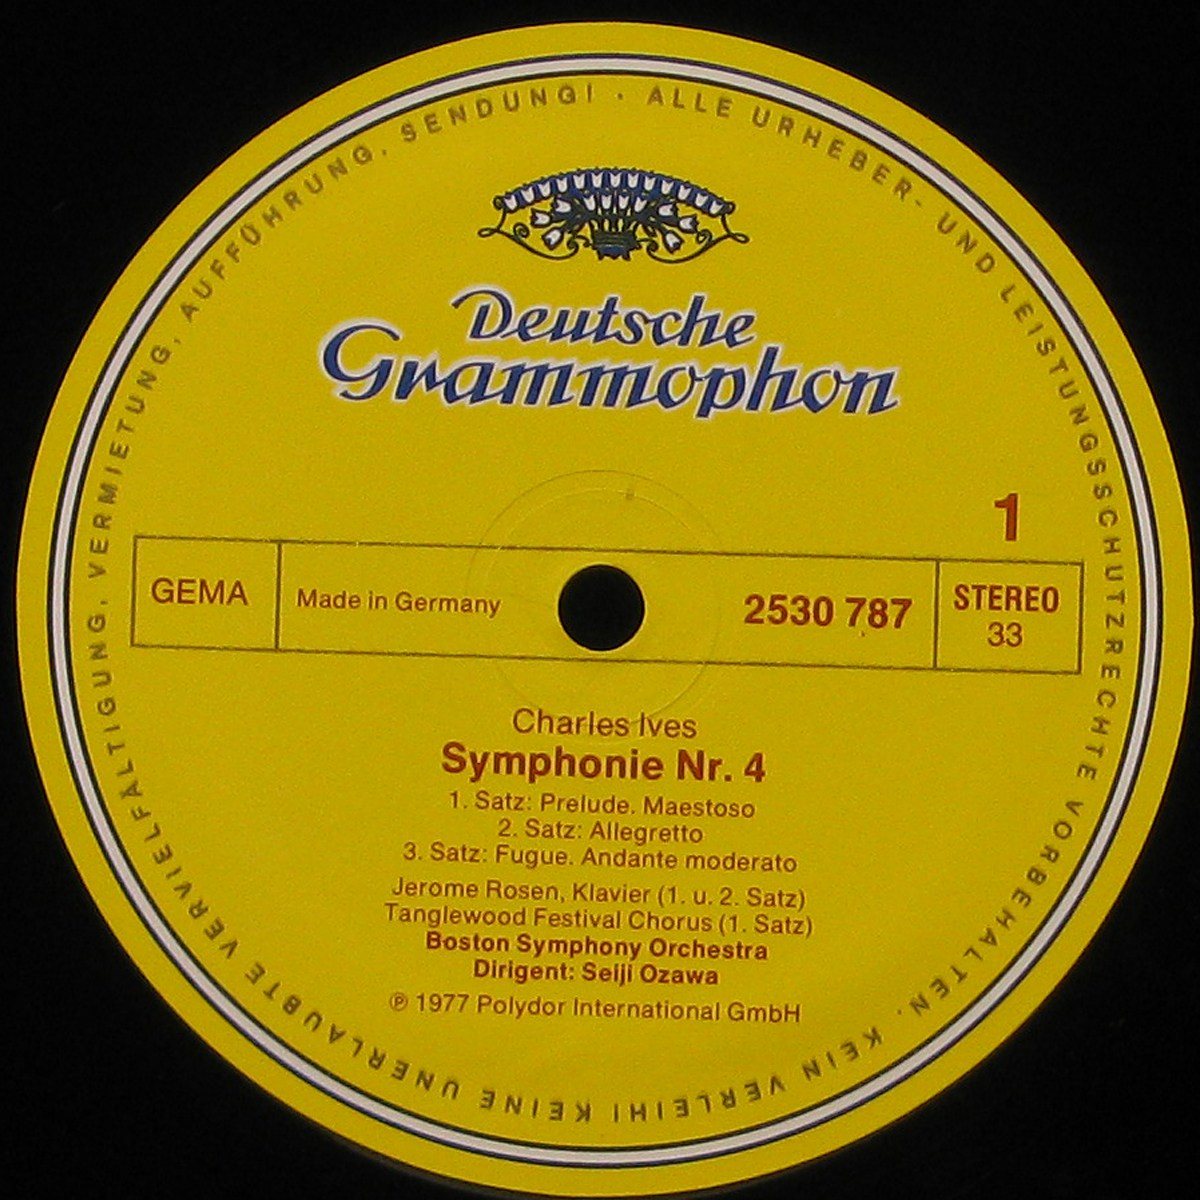 ALLE URHEBER- UND LEISTUNGSSCHUTZRECHTE VORBEHALTEN. KEIN VERLEIH! KEINE UNERLAUBTE VERVIELFÄLTIGUNG, VERMIETUNG, AUFFÜHRUNG, SENDUNG! ·
Deutsche
Grammophon
1
GEMA
Made in Germany
2530 787
STEREO
33
Charles Ives
Symphonie Nr. 4
1. Satz: Prelude. Maestoso
2. Satz: Allegretto
3. Satz: Fugue. Andante moderato
Jerome Rosen, Klavier (1. u. 2. Satz)
Tanglewood Festival Chorus (1. Satz)
Boston Symphony Orchestra
Dirigent: Seiji Ozawa
℗ 1977 Polydor International GmbH